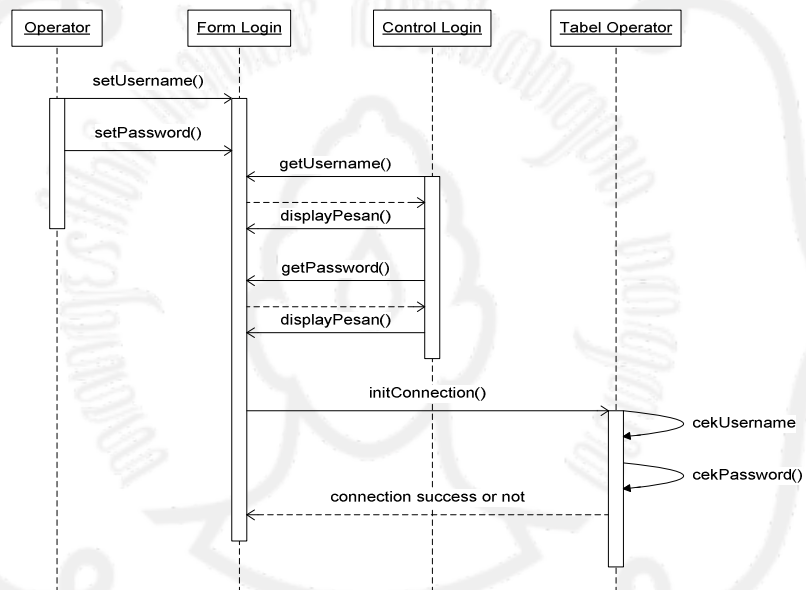 Operator
Form Login
Control Login
Tabel Operator
setUsername()
setPassword()
getUsername()
displayPesan()
getPassword()
displayPesan()
initConnection()
cekUsername
cekPassword()
connection success or not